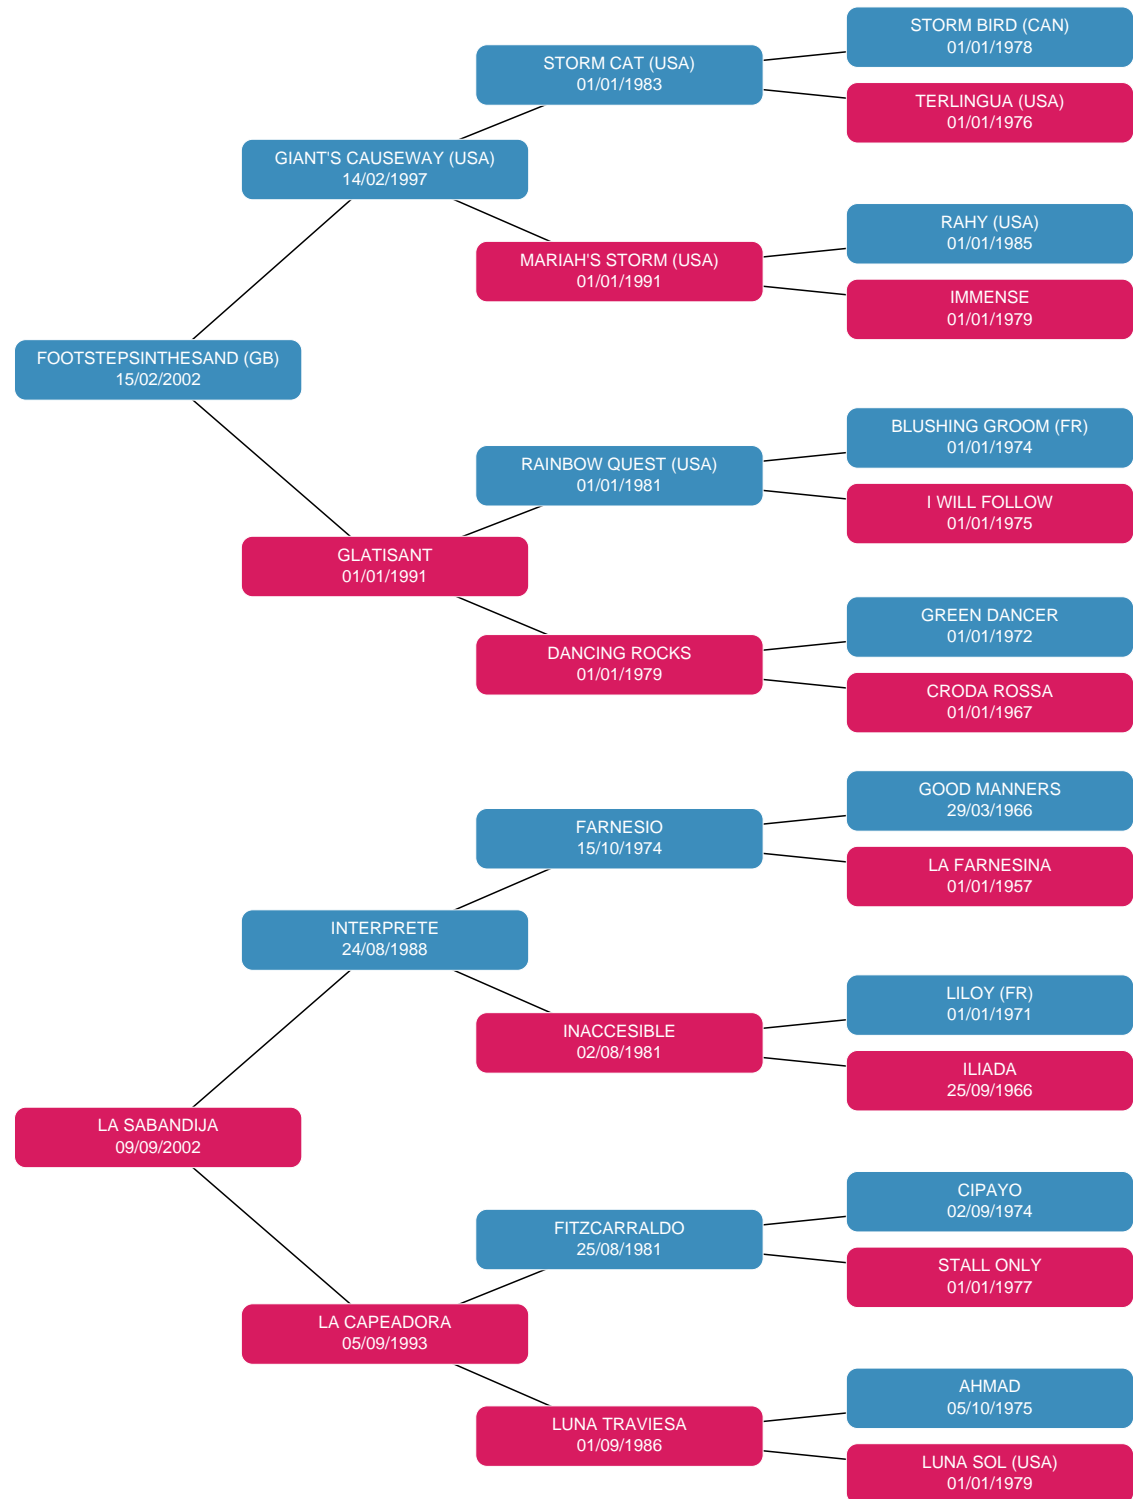 STORM BIRD (CAN)
01/01/1978
STORM CAT (USA)
01/01/1983
TERLINGUA (USA)
01/01/1976
GIANT'S CAUSEWAY (USA)
14/02/1997
RAHY (USA)
01/01/1985
MARIAH'S STORM (USA)
01/01/1991
IMMENSE
01/01/1979
FOOTSTEPSINTHESAND (GB)
15/02/2002
BLUSHING GROOM (FR)
01/01/1974
RAINBOW QUEST (USA)
01/01/1981
I WILL FOLLOW
01/01/1975
GLATISANT
01/01/1991
GREEN DANCER
01/01/1972
DANCING ROCKS
01/01/1979
CRODA ROSSA
01/01/1967
GOOD MANNERS
29/03/1966
FARNESIO
15/10/1974
LA FARNESINA
01/01/1957
INTERPRETE
24/08/1988
LILOY (FR)
01/01/1971
INACCESIBLE
02/08/1981
ILIADA
25/09/1966
LA SABANDIJA
09/09/2002
CIPAYO
02/09/1974
FITZCARRALDO
25/08/1981
STALL ONLY
01/01/1977
LA CAPEADORA
05/09/1993
AHMAD
05/10/1975
LUNA TRAVIESA
01/09/1986
LUNA SOL (USA)
01/01/1979